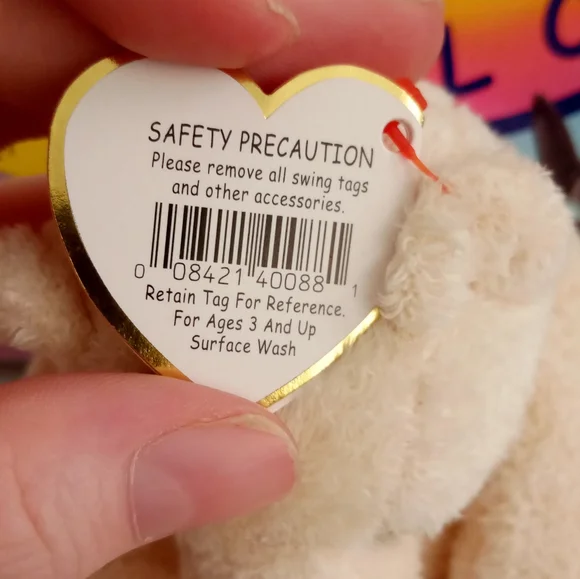 SAFETY PRECAUTION
Please remove all swing tags
and other accessories.
0 08421 40088 1
Retain Tag For Reference.
For Ages 3 And Up
Surface Wash